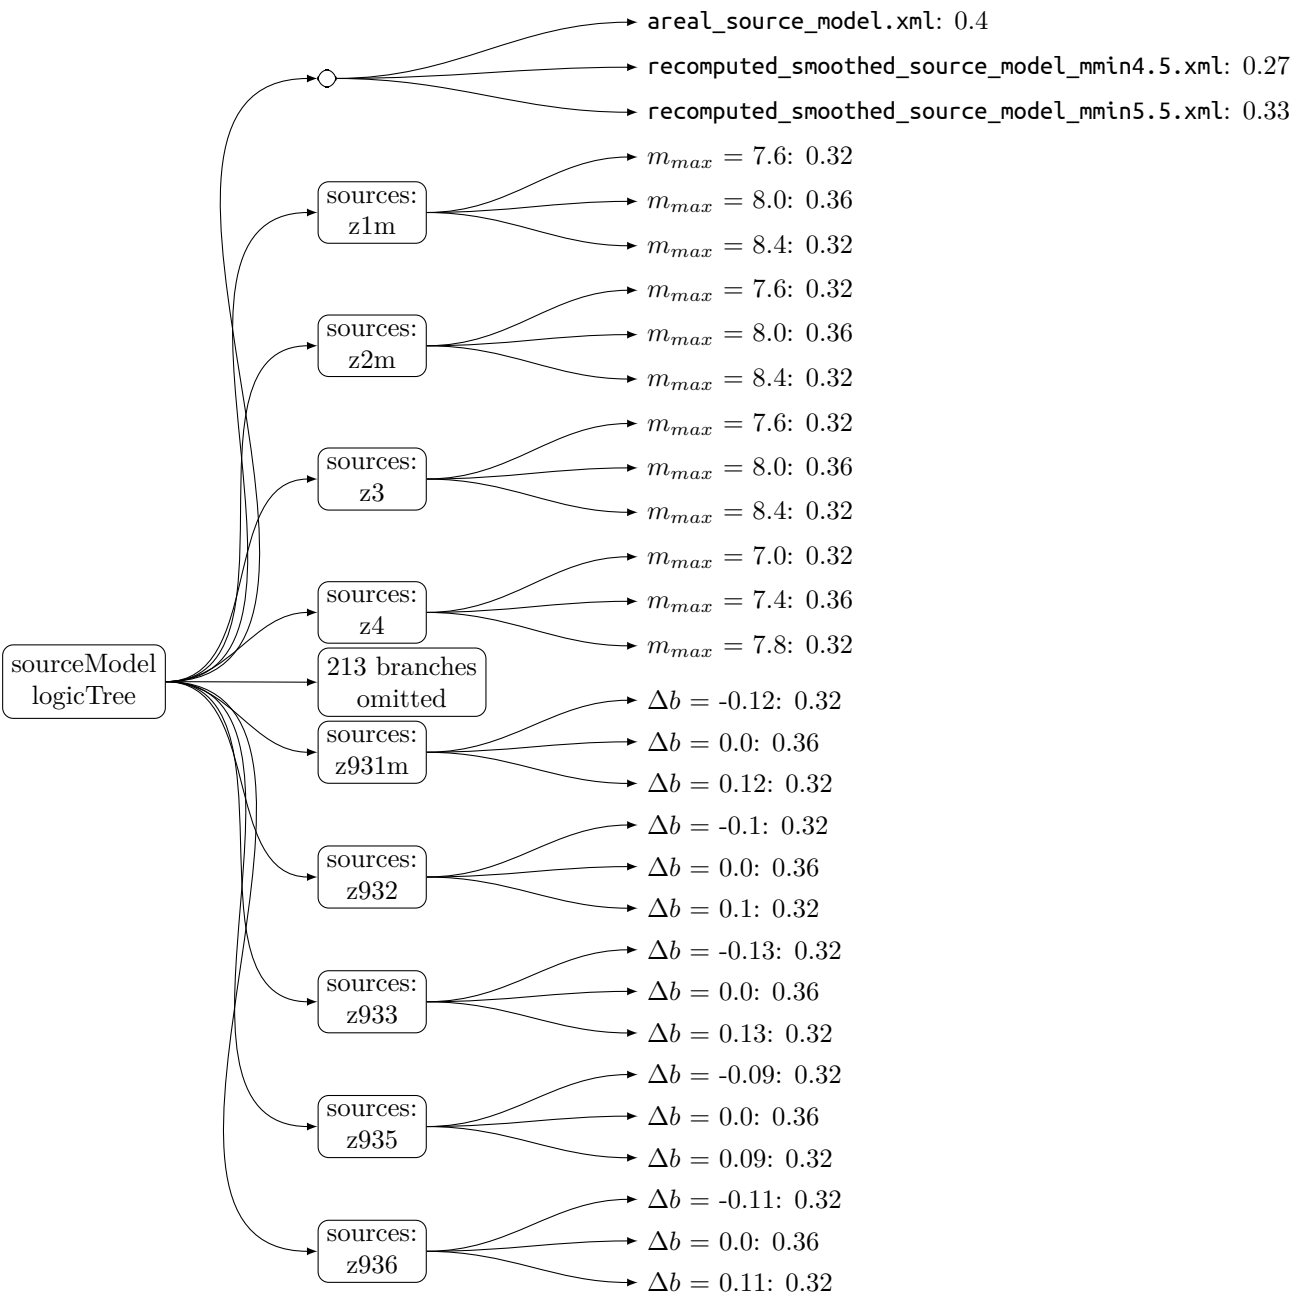 areal_source_model.xml: 0.4
recomputed_smoothed_source_model_mmin4.5.xml: 0.27
recomputed_smoothed_source_model_mmin5.5.xml: 0.33
sources:
z1m
m_max = 7.6: 0.32
m_max = 8.0: 0.36
m_max = 8.4: 0.32
sources:
z2m
m_max = 7.6: 0.32
m_max = 8.0: 0.36
m_max = 8.4: 0.32
sources:
z3
m_max = 7.6: 0.32
m_max = 8.0: 0.36
m_max = 8.4: 0.32
sources:
z4
m_max = 7.0: 0.32
m_max = 7.4: 0.36
m_max = 7.8: 0.32
sourceModel
logicTree
213 branches
omitted
sources:
z931m
Δb = -0.12: 0.32
Δb = 0.0: 0.36
Δb = 0.12: 0.32
sources:
z932
Δb = -0.1: 0.32
Δb = 0.0: 0.36
Δb = 0.1: 0.32
sources:
z933
Δb = -0.13: 0.32
Δb = 0.0: 0.36
Δb = 0.13: 0.32
sources:
z935
Δb = -0.09: 0.32
Δb = 0.0: 0.36
Δb = 0.09: 0.32
sources:
z936
Δb = -0.11: 0.32
Δb = 0.0: 0.36
Δb = 0.11: 0.32